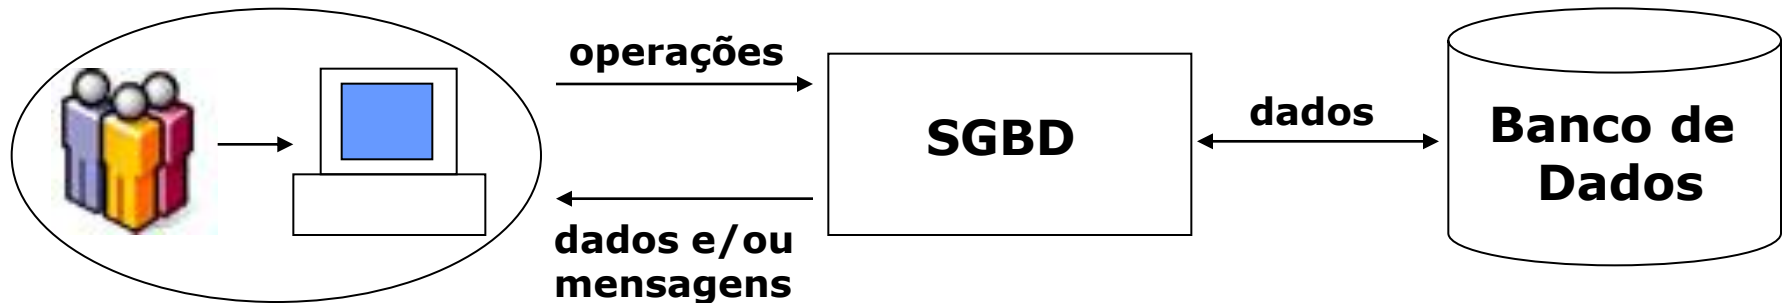 operações
SGBD
dados
Banco de
Dados
dados e/ou
mensagens